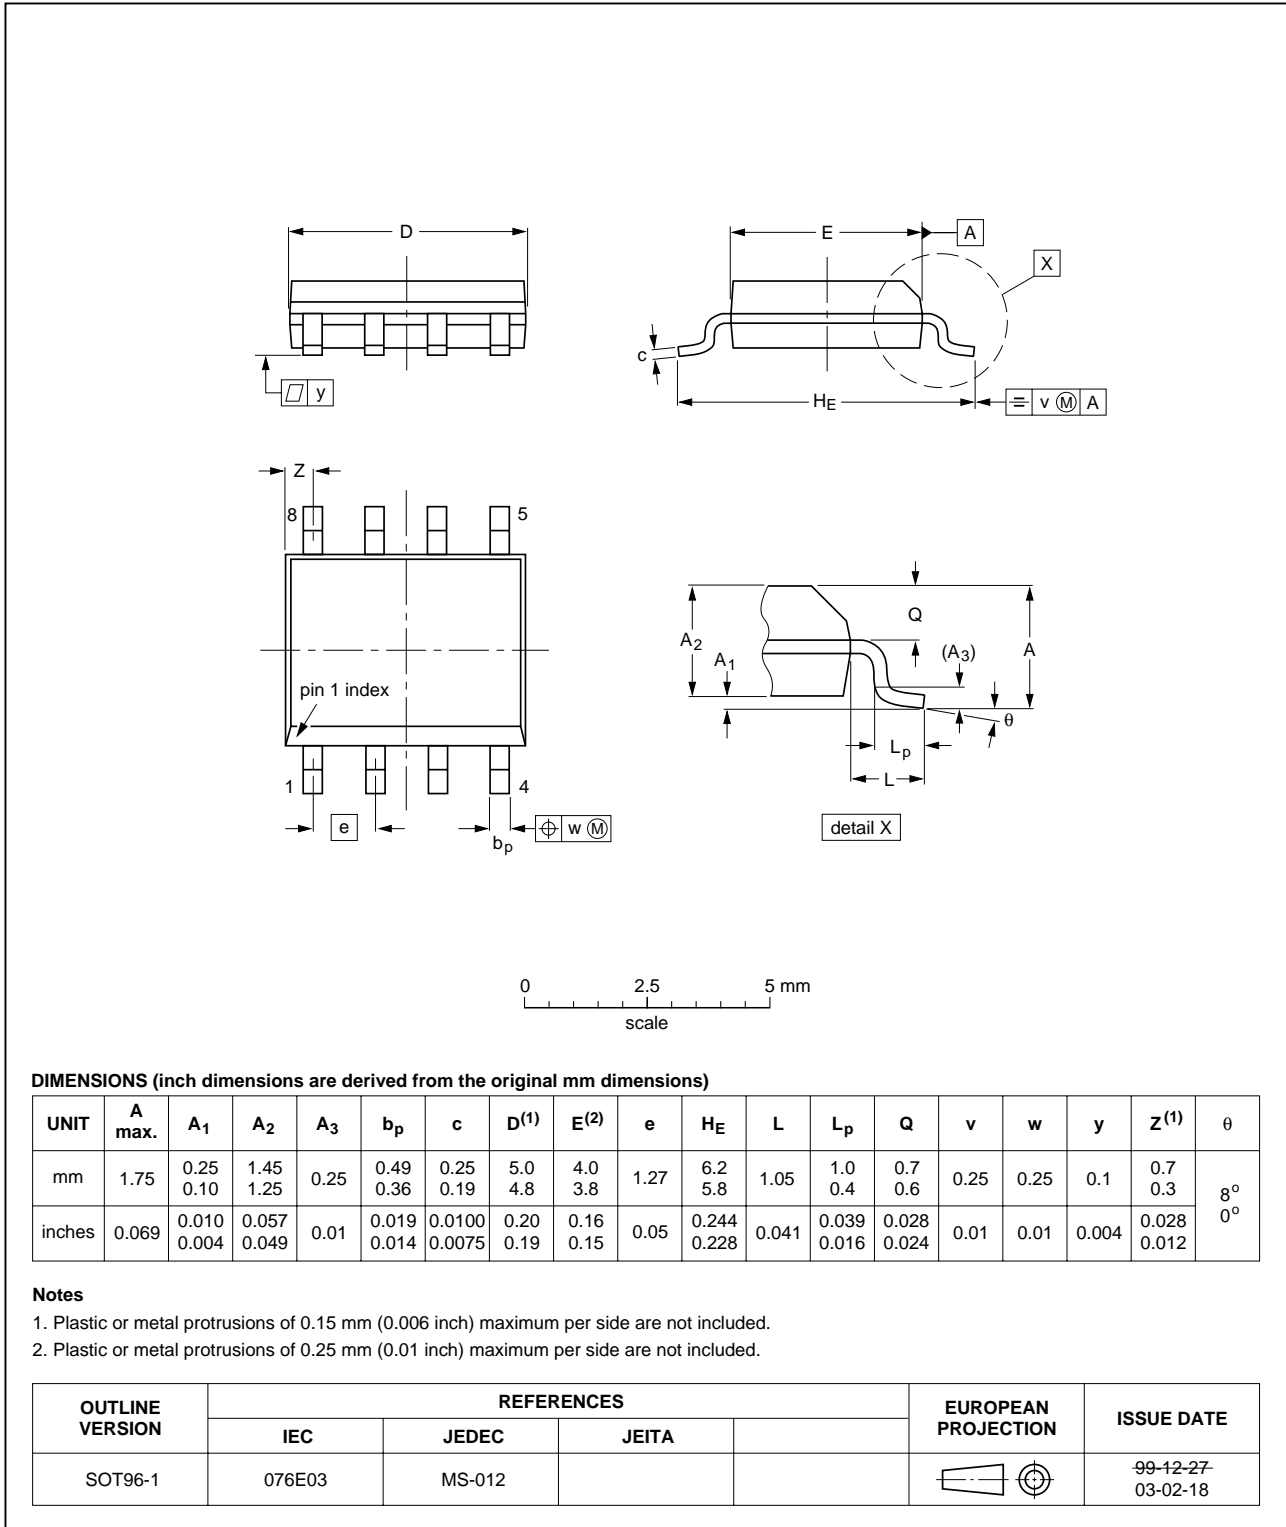 D
E
A
X
c
y
HE
v M A
Z
8
5
pin 1 index
1
4
e
bp
w M
Q
A2
A1
(A3)
A
θ
Lp
L
detail X
0 2.5 5 mm
scale
DIMENSIONS (inch dimensions are derived from the original mm dimensions)
UNIT A max. A1 A2 A3 bp c D(1) E(2) e HE L Lp Q v w y Z(1) θ
mm 1.75 0.25 0.10 1.45 1.25 0.25 0.49 0.36 0.25 0.19 5.0 4.8 4.0 3.8 1.27 6.2 5.8 1.05 1.0 0.4 0.7 0.6 0.25 0.25 0.1 0.7 0.3 8o 0o
inches 0.069 0.010 0.004 0.057 0.049 0.01 0.019 0.014 0.0100 0.0075 0.20 0.19 0.16 0.15 0.05 0.244 0.228 0.041 0.039 0.016 0.028 0.024 0.01 0.01 0.004 0.028 0.012
Notes
1. Plastic or metal protrusions of 0.15 mm (0.006 inch) maximum per side are not included.
2. Plastic or metal protrusions of 0.25 mm (0.01 inch) maximum per side are not included.
OUTLINE VERSION REFERENCES EUROPEAN PROJECTION ISSUE DATE
IEC JEDEC JEITA
SOT96-1 076E03 MS-012 99-12-27
03-02-18